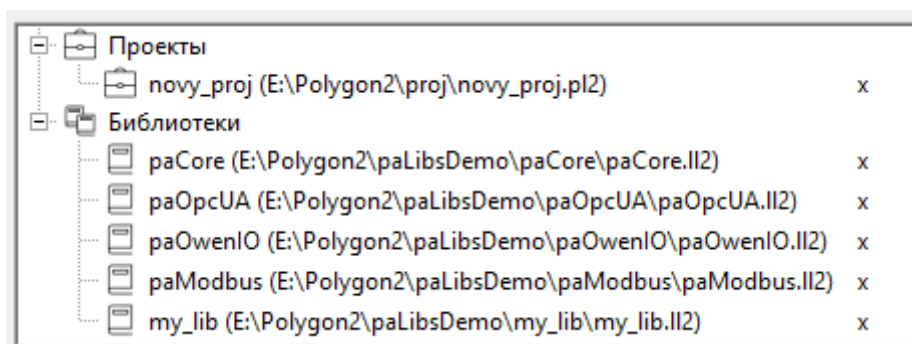 Проекты
novy_proj (E:\Polygon2\proj\novy_proj.pl2) x
Библиотеки
paCore (E:\Polygon2\paLibsDemo\paCore\paCore.ll2) x
paOpcUA (E:\Polygon2\paLibsDemo\paOpcUA\paOpcUA.ll2) x
paOwenIO (E:\Polygon2\paLibsDemo\paOwenIO\paOwenIO.ll2) x
paModbus (E:\Polygon2\paLibsDemo\paModbus\paModbus.ll2) x
my_lib (E:\Polygon2\paLibsDemo\my_lib\my_lib.ll2) x